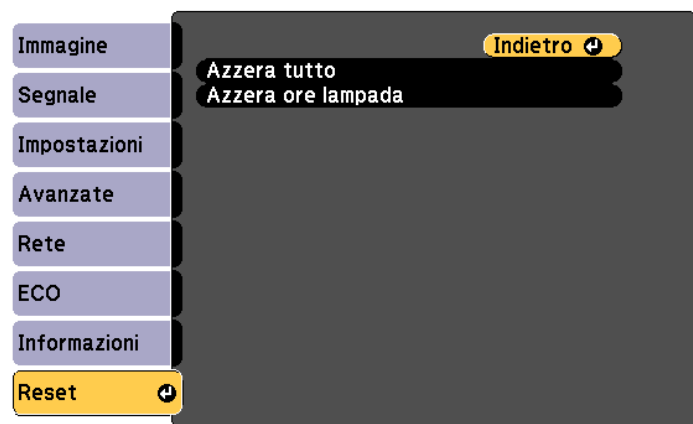 Immagine
Segnale
Impostazioni
Avanzate
Rete
ECO
Informazioni
Reset
Indietro
Azzera tutto
Azzera ore lampada